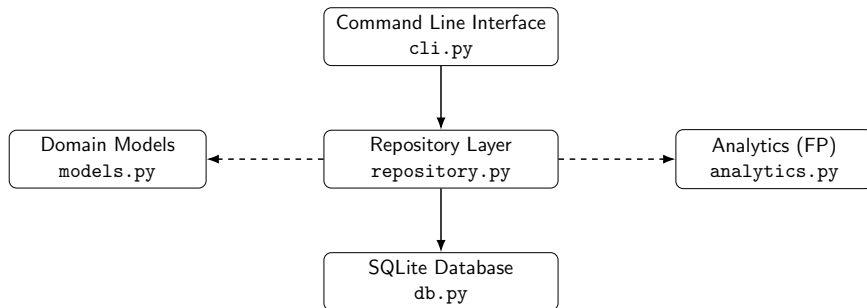 Command Line Interface
cli.py
Domain Models
models.py
Repository Layer
repository.py
Analytics (FP)
analytics.py
SQLite Database
db.py